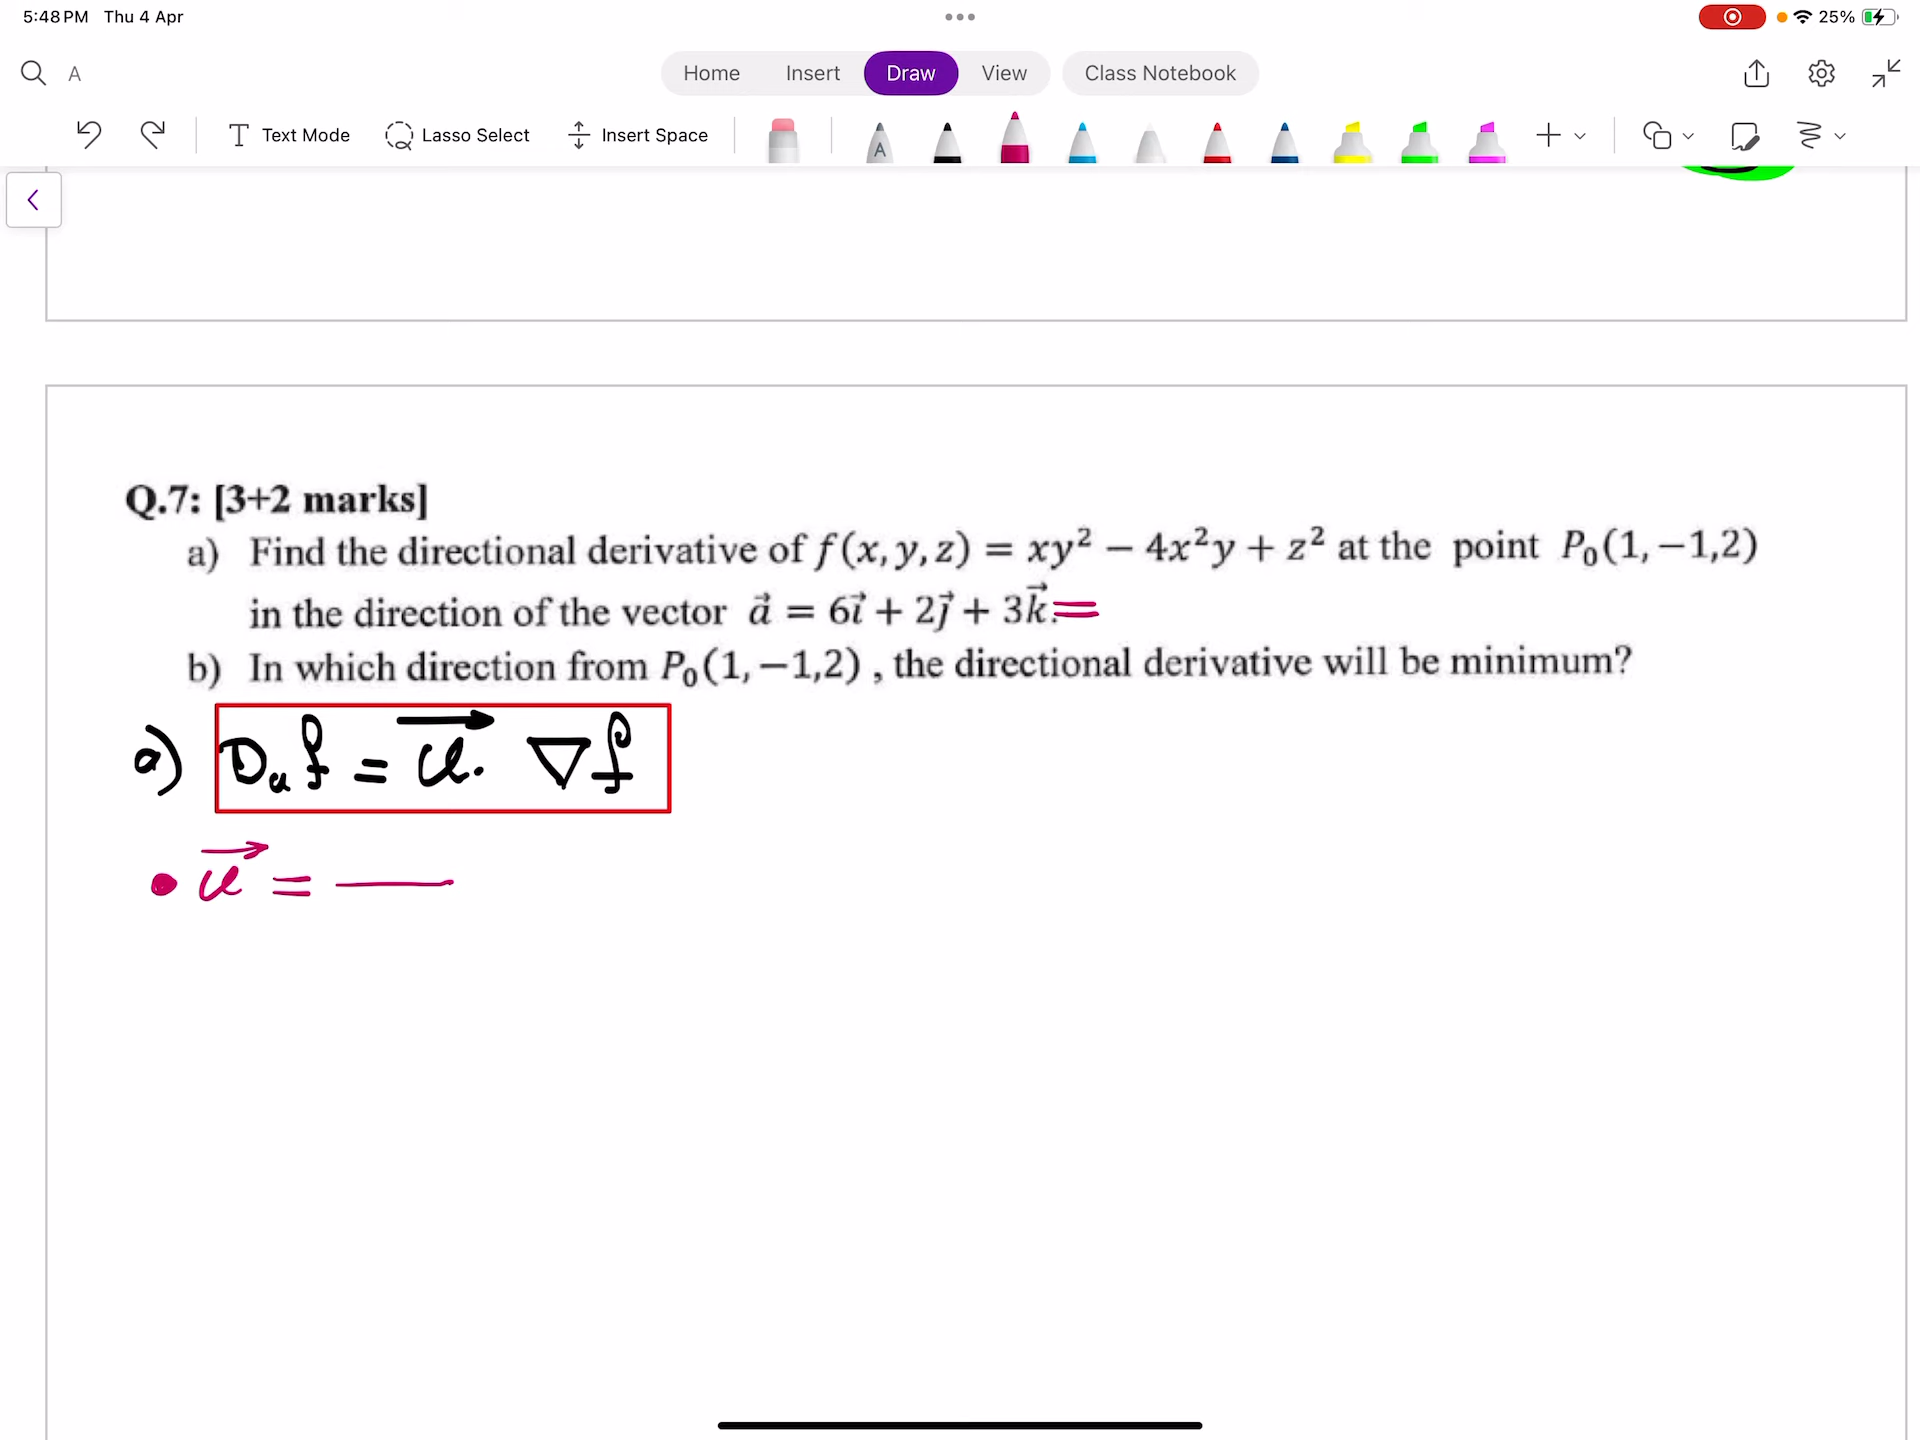 5:48 PM Thu 4 Apr 25%
A Home Insert Draw View Class Notebook
Text Mode Lasso Select Insert Space A
Q.7: [3+2 marks]
a) Find the directional derivative of f(x, y, z) = xy² − 4x²y + z² at the point P₀(1, −1,2)
in the direction of the vector a⃗ = 6i⃗ + 2j⃗ + 3k⃗. =
b) In which direction from P₀(1, −1,2) , the directional derivative will be minimum?
a) Dᵤf = u⃗ . ∇f
• u⃗ = —